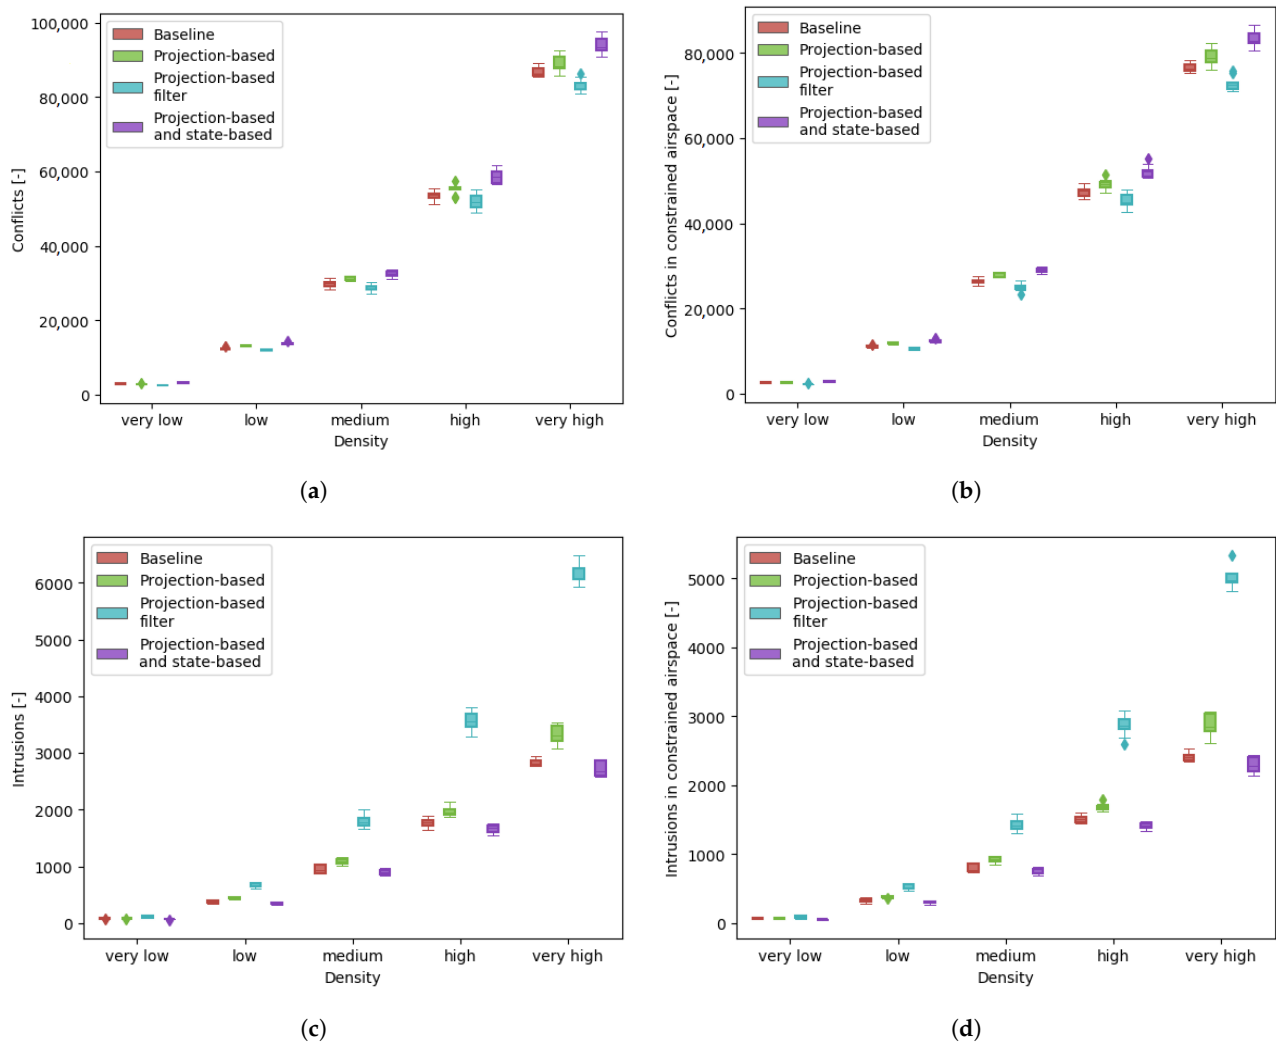 Conflicts [-]
100,000
80,000
60,000
40,000
20,000
0
Baseline
Projection-based
Projection-based
filter
Projection-based
and state-based
very low
low
medium
high
very high
Density
(a)
Conflicts in constrained airspace [-]
80,000
60,000
40,000
20,000
0
Baseline
Projection-based
Projection-based
filter
Projection-based
and state-based
very low
low
medium
high
very high
Density
(b)
Intrusions [-]
6000
5000
4000
3000
2000
1000
0
Baseline
Projection-based
Projection-based
filter
Projection-based
and state-based
very low
low
medium
high
very high
Density
(c)
Intrusions in constrained airspace [-]
5000
4000
3000
2000
1000
0
Baseline
Projection-based
Projection-based
filter
Projection-based
and state-based
very low
low
medium
high
very high
Density
(d)